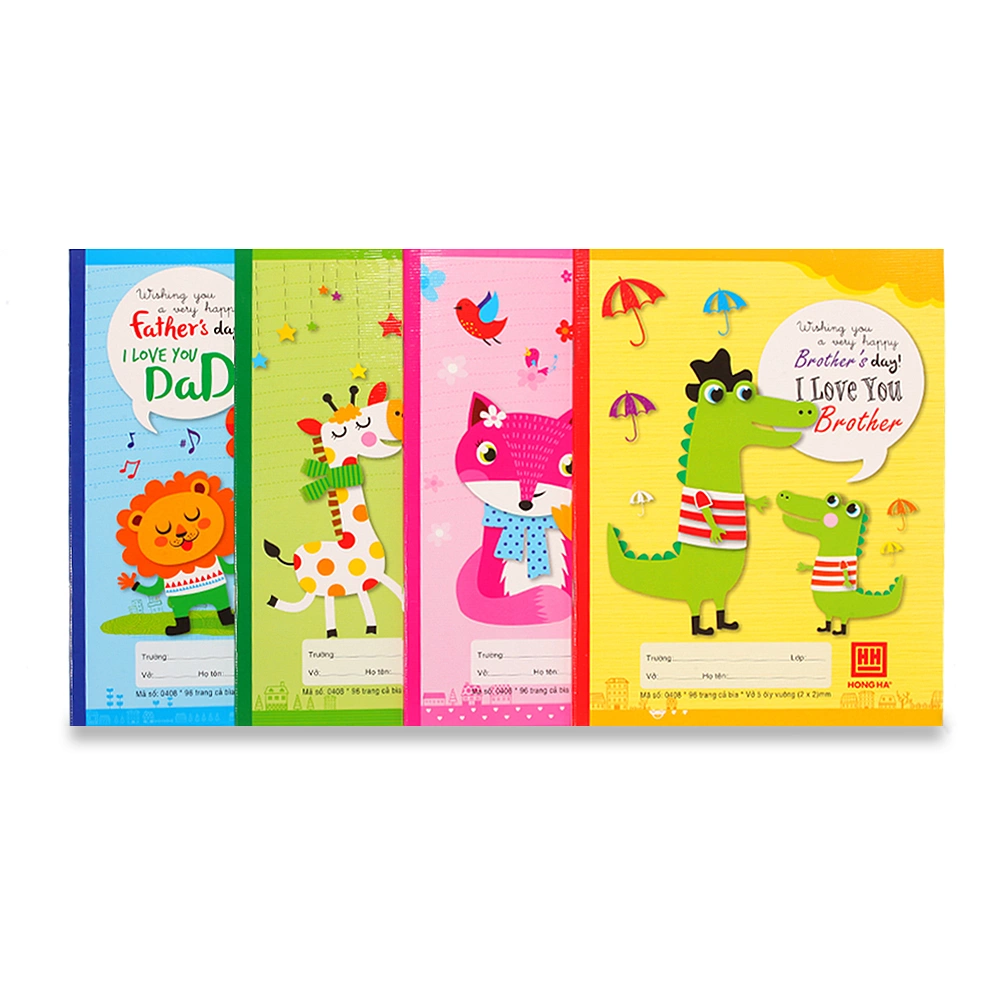 Wishing you
a very happy
Father's day
I LOVE YOU
DaD
Trường
Vở: Họ tên:
Mã số: 0408 * 96 trang cả bìa
Trường
Vở: Họ tên:
Mã số: 0408 * 96 trang cả bìa
Trường
Vở: Họ tên:
Mã số: 0408 * 96 trang cả bìa
Wishing you
a very happy
Brother's day!
I Love You
Brother
Trường Lớp:
Vở: Họ tên:
Mã số: 0408 * 96 trang cả bìa * Vở 5 ôly vuông (2 x 2)mm
HH
HONG HA